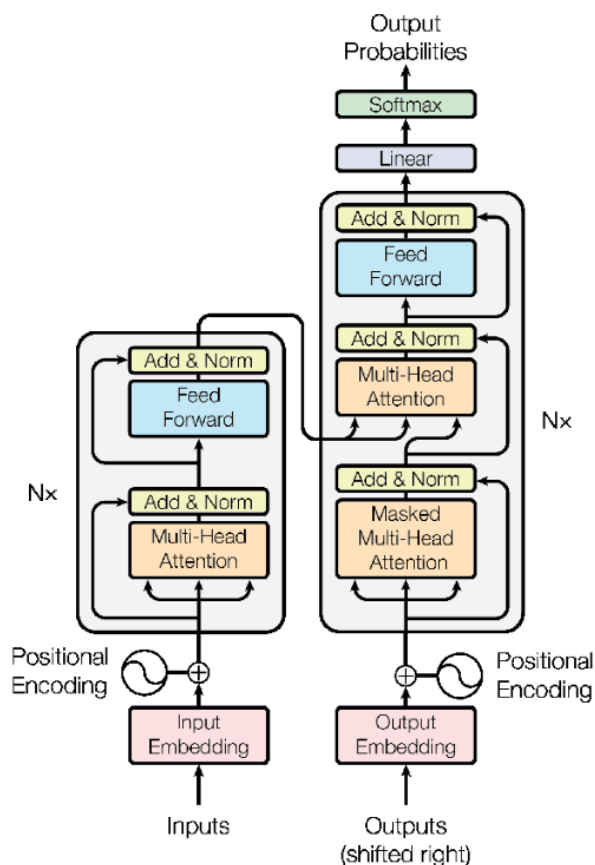 Output
Probabilities
Softmax
Linear
Add & Norm
Feed
Forward
Add & Norm
Multi-Head
Attention
Add & Norm
Masked
Multi-Head
Attention
Nx
Add & Norm
Feed
Forward
Add & Norm
Multi-Head
Attention
Nx
Positional
Encoding
Positional
Encoding
Input
Embedding
Output
Embedding
Inputs
Outputs
(shifted right)